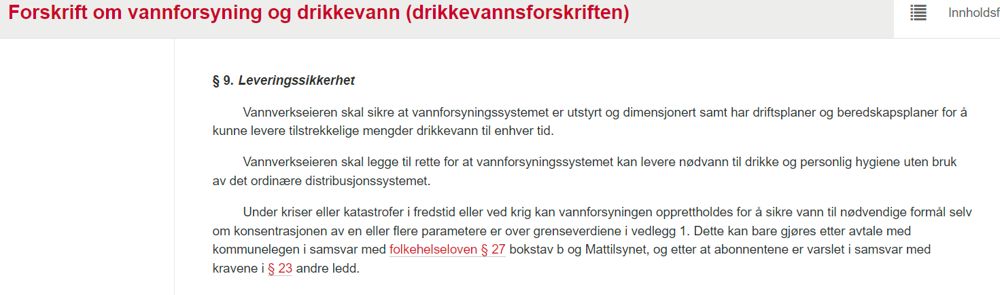 Forskrift om vannforsyning og drikkevann (drikkevannsforskriften)
Innholdsf
§ 9. Leveringssikkerhet
Vannverkseieren skal sikre at vannforsyningssystemet er utstyrt og dimensjonert samt har driftsplaner og beredskapsplaner for å
kunne levere tilstrekkelige mengder drikkevann til enhver tid.
Vannverkseieren skal legge til rette for at vannforsyningssystemet kan levere nødvann til drikke og personlig hygiene uten bruk
av det ordinære distribusjonssystemet.
Under kriser eller katastrofer i fredstid eller ved krig kan vannforsyningen opprettholdes for å sikre vann til nødvendige formål selv
om konsentrasjonen av en eller flere parametere er over grenseverdiene i vedlegg 1. Dette kan bare gjøres etter avtale med
kommunelegen i samsvar med folkehelseloven § 27 bokstav b og Mattilsynet, og etter at abonnentene er varslet i samsvar med
kravene i § 23 andre ledd.